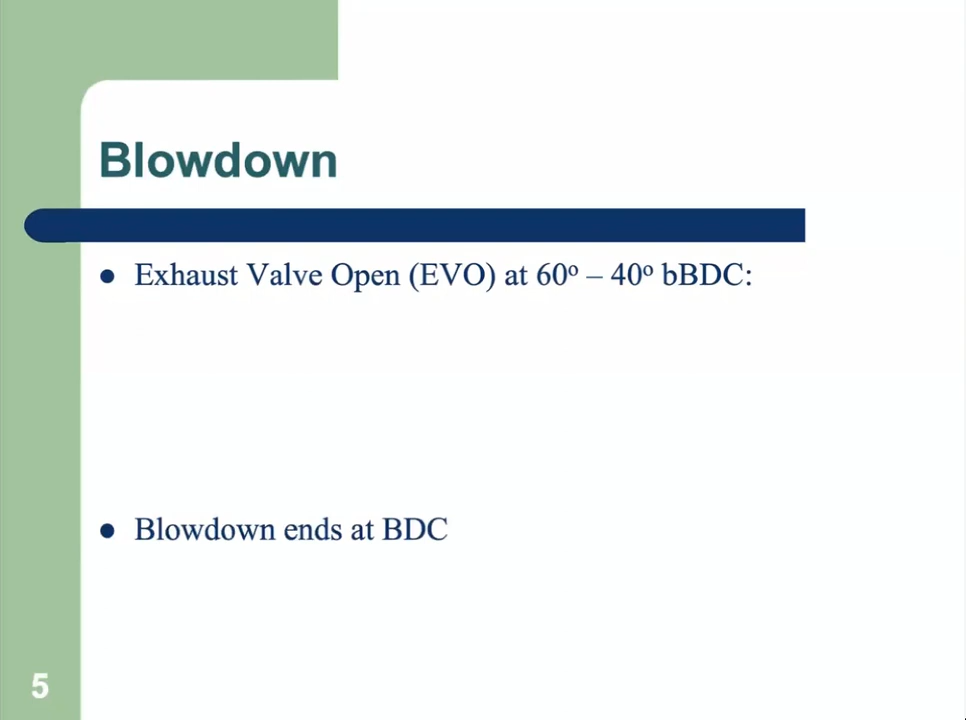 Blowdown
● Exhaust Valve Open (EVO) at 60º – 40º bBDC:
● Blowdown ends at BDC
5